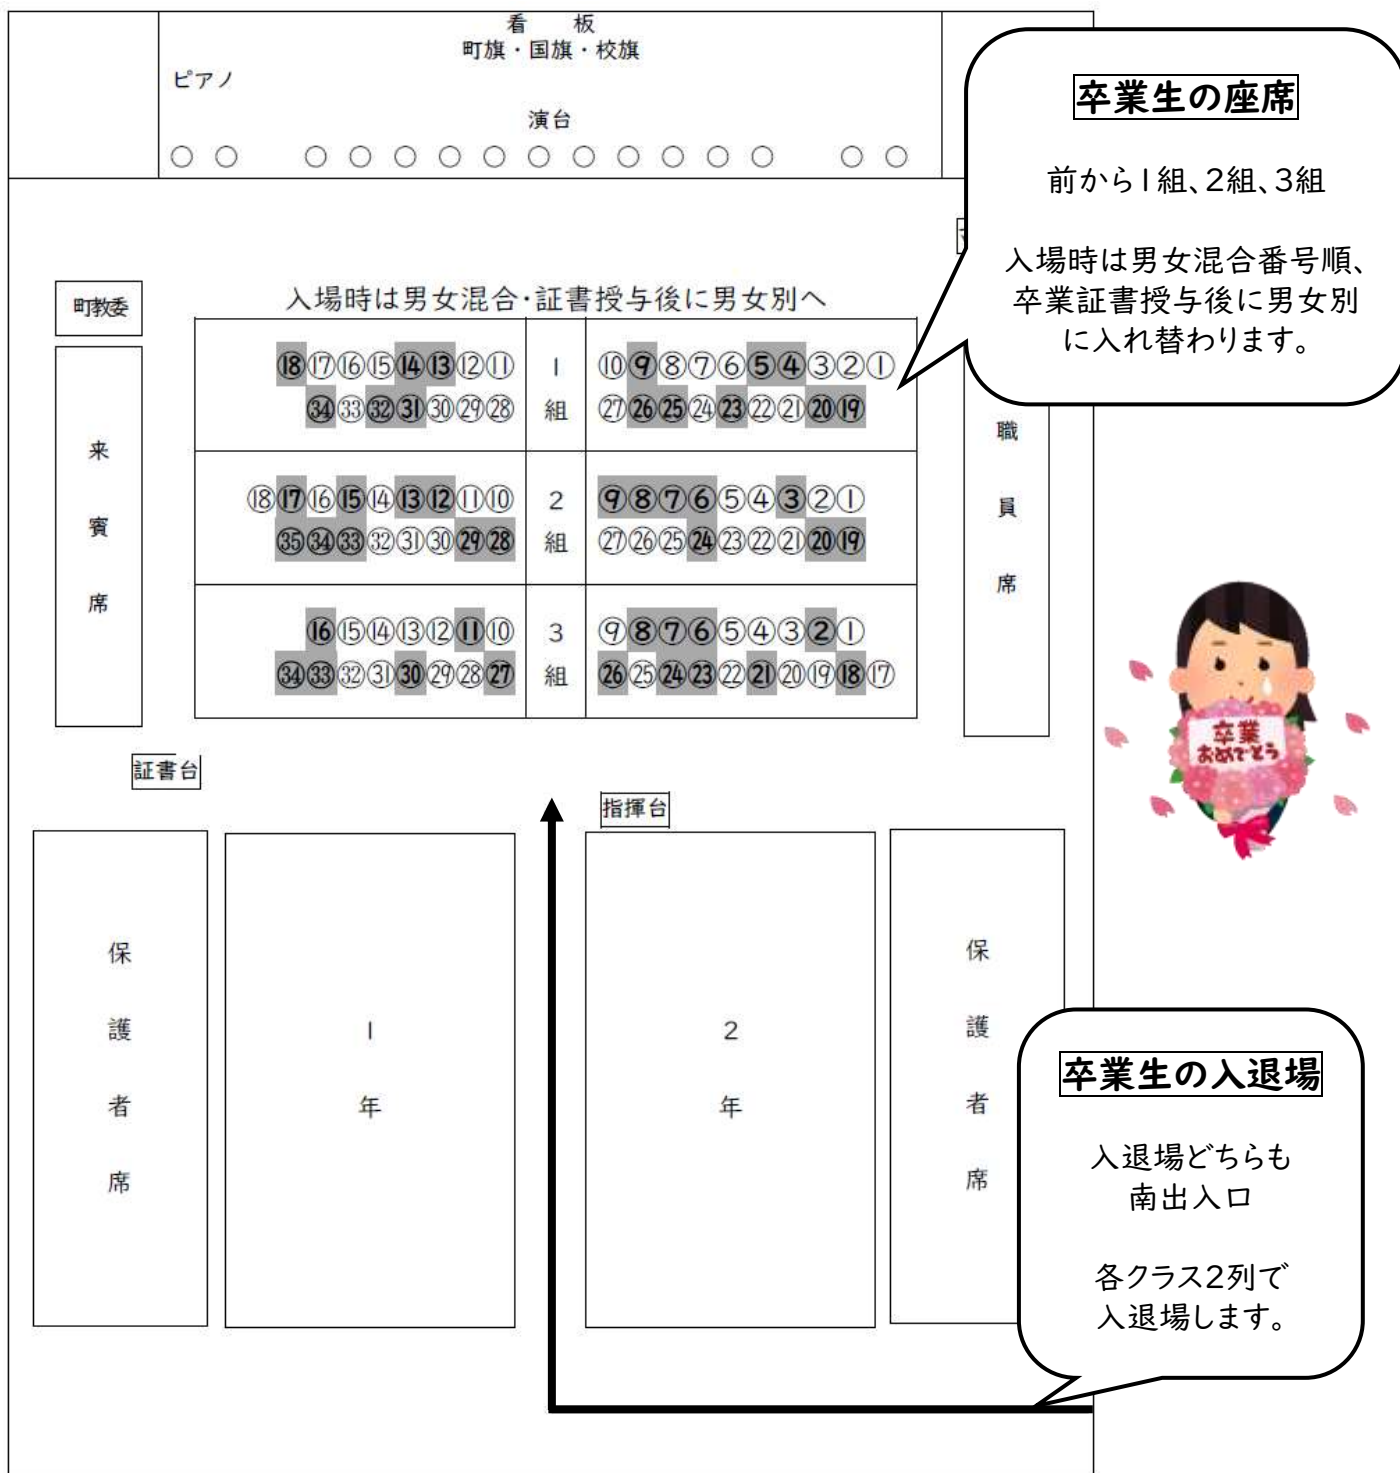 看　板
町旗・国旗・校旗
ピアノ
演台
○ ○ ○ ○ ○ ○ ○ ○ ○ ○ ○ ○ ○ ○ ○
卒業生の座席
前から1組、2組、3組
入場時は男女混合番号順、
卒業証書授与後に男女別
に入れ替わります。
町教委
入場時は男女混合・証書授与後に男女別へ
⑱⑰⑯⑮⑭⑬⑫⑪ 1 ⑩⑨⑧⑦⑥⑤④③②①
㉞㉝㉜㉛㉚㉙㉘ 組 ㉗㉖㉕㉔㉓㉒㉑⑳⑲
⑱⑰⑯⑮⑭⑬⑫⑪⑩ 2 ⑨⑧⑦⑥⑤④③②①
㉟㉞㉝㉜㉛㉚㉙㉘ 組 ㉗㉖㉕㉔㉓㉒㉑⑳⑲
⑯⑮⑭⑬⑫⑪⑩ 3 ⑨⑧⑦⑥⑤④③②①
㉞㉝㉜㉛㉚㉙㉘㉗ 組 ㉖㉕㉔㉓㉒㉑⑳⑲⑱⑰
来賓席
職員席
卒業
おめでとう
証書台
指揮台
保護者席
1年
2年
保護者席
卒業生の入退場
入退場どちらも
南出入口
各クラス2列で
入退場します。